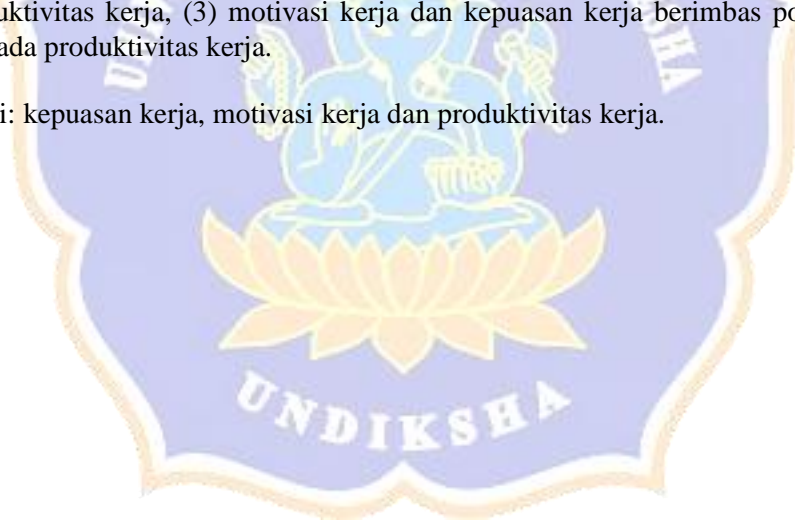 uktivitas kerja, (3) motivasi kerja dan kepuasan kerja berimbas po
ada produktivitas kerja.
i: kepuasan kerja, motivasi kerja dan produktivitas kerja.
UNDIKSHA